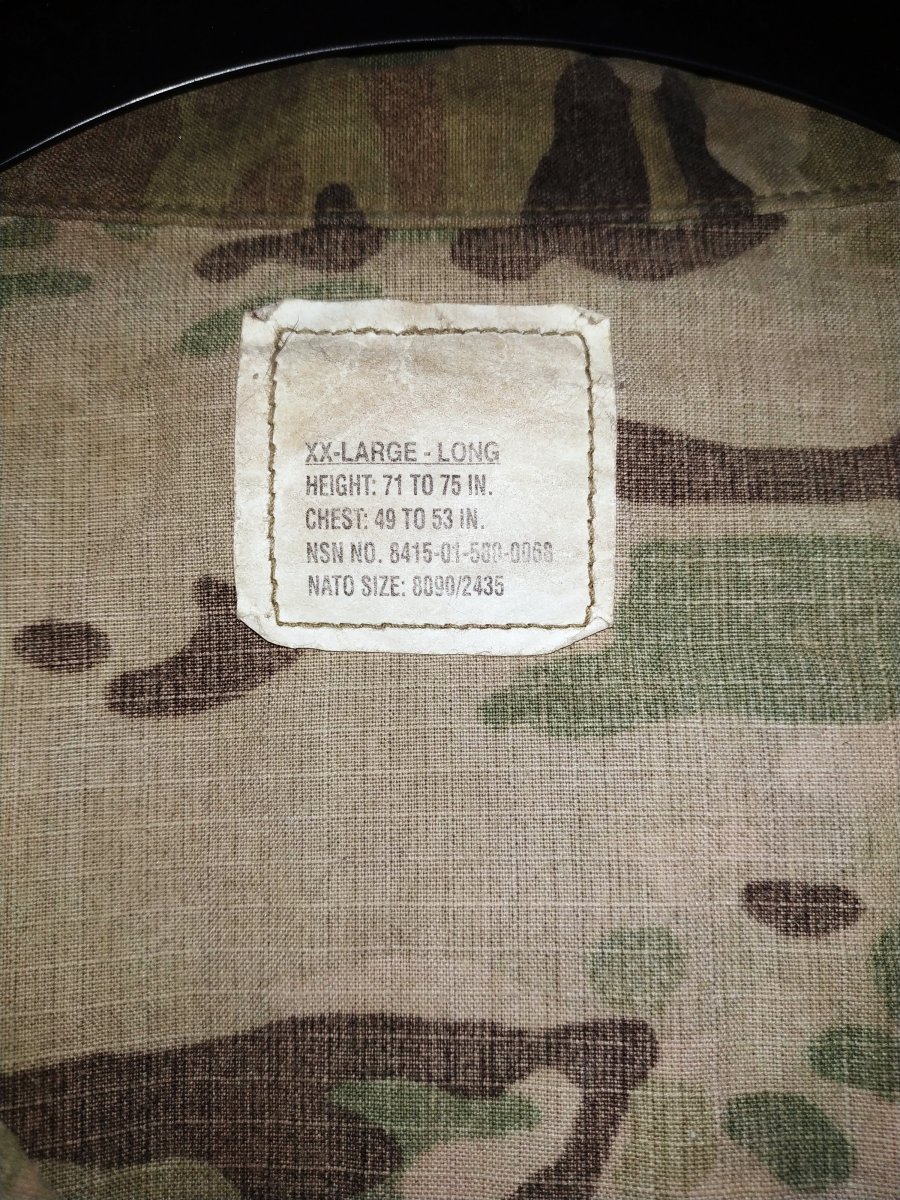 XX-LARGE - LONG
HEIGHT: 71 TO 75 IN.
CHEST: 49 TO 53 IN.
NSN NO. 8415-01-580-0068
NATO SIZE: 8090/2435